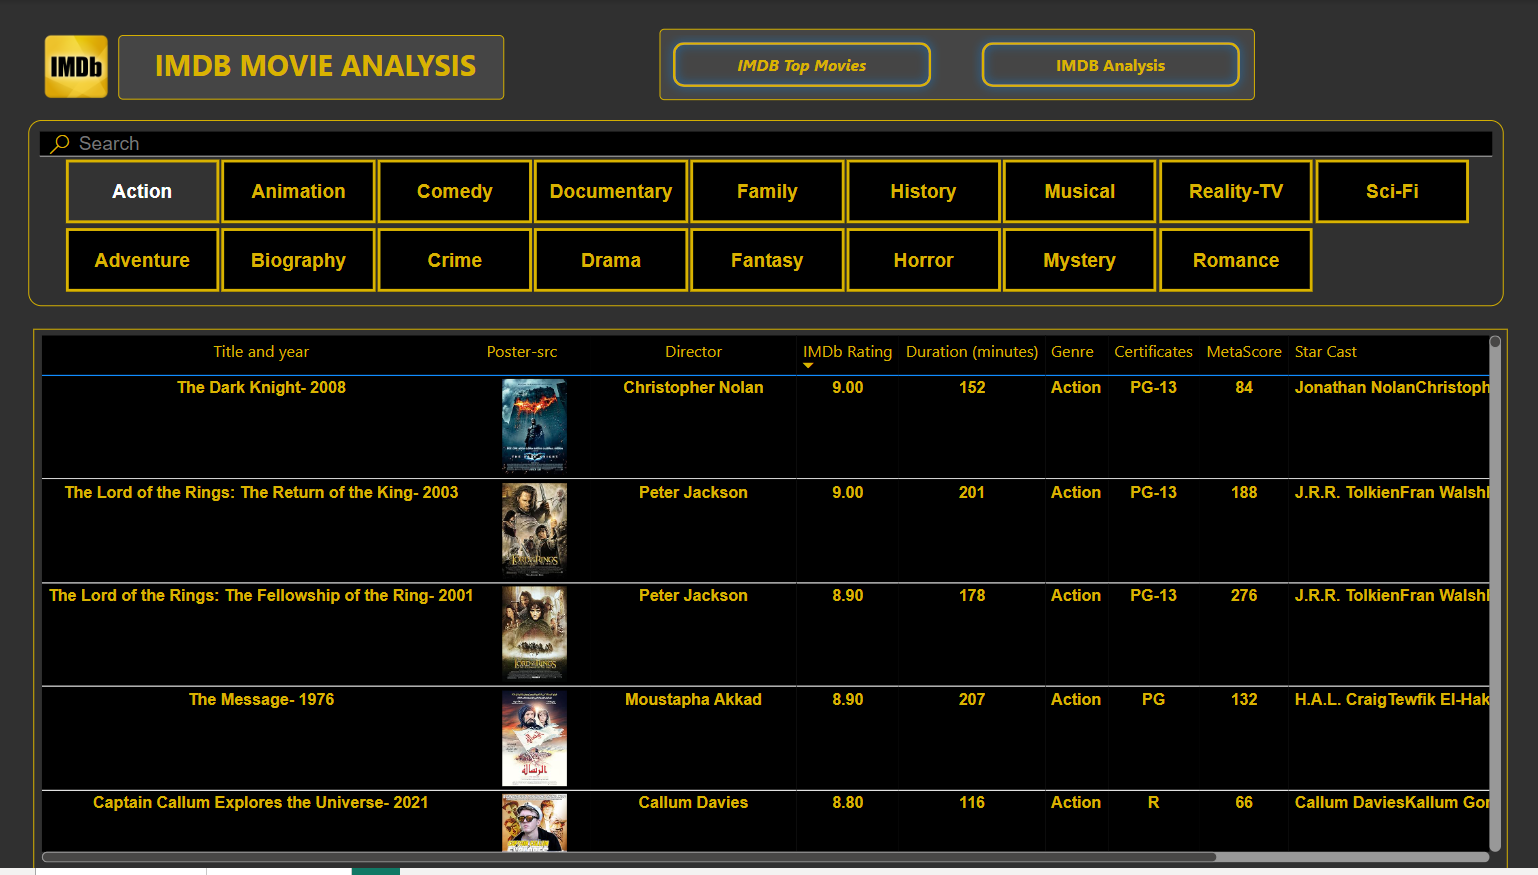 IMDb
IMDB MOVIE ANALYSIS
IMDB Top Movies
IMDB Analysis
Search
Action Animation Comedy Documentary Family History Musical Reality-TV Sci-Fi
Adventure Biography Crime Drama Fantasy Horror Mystery Romance
Title and year Poster-src Director IMDb Rating Duration (minutes) Genre Certificates MetaScore Star Cast
The Dark Knight- 2008 Christopher Nolan 9.00 152 Action PG-13 84 Jonathan NolanChristoph
The Lord of the Rings: The Return of the King- 2003 Peter Jackson 9.00 201 Action PG-13 188 J.R.R. TolkienFran Walsh
The Lord of the Rings: The Fellowship of the Ring- 2001 Peter Jackson 8.90 178 Action PG-13 276 J.R.R. TolkienFran Walsh
The Message- 1976 Moustapha Akkad 8.90 207 Action PG 132 H.A.L. CraigTewfik El-Hak
Captain Callum Explores the Universe- 2021 Callum Davies 8.80 116 Action R 66 Callum DaviesKallum Gor